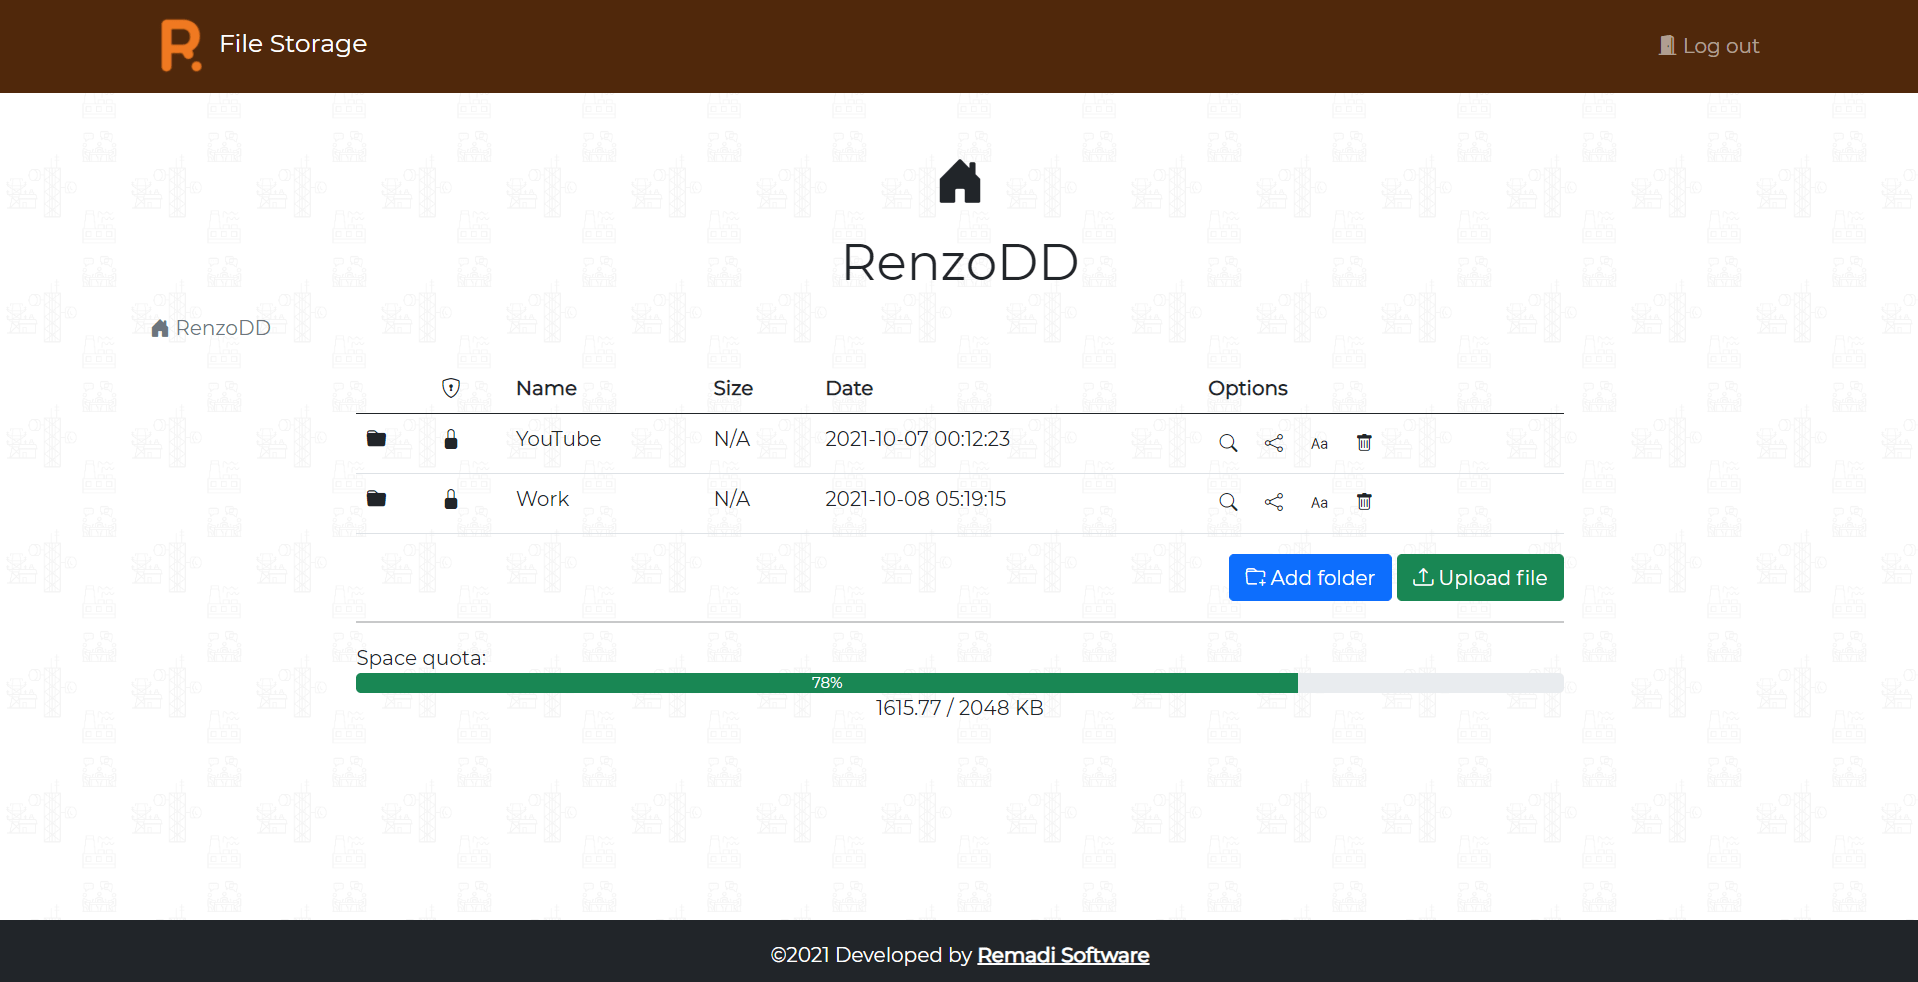 R. File Storage
Log out
RenzoDD
RenzoDD
Name Size Date Options
YouTube N/A 2021-10-07 00:12:23 Aa
Work N/A 2021-10-08 05:19:15 Aa
Add folder Upload file
Space quota:
78%
1615.77 / 2048 KB
©2021 Developed by Remadi Software